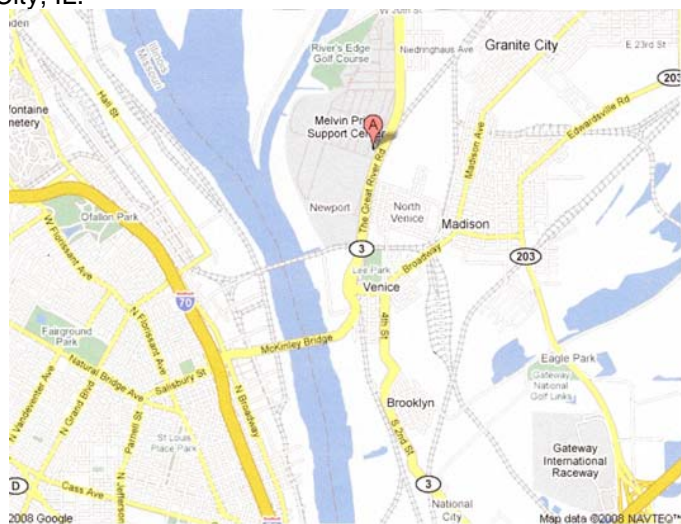 City, IL.
W 20th St
River's Edge
Golf Course
Niedringhaus Ave
Granite City
E 23rd St
203
Illinois
Missouri
Hall St
Edwardsville Rd
Madison Ave
Melvin
Support Center
A
The Great River Rd
Newport
North
Venice
Madison
3
Broadway
203
Lee Park
Venice
Ofallon Park
W Florissant Ave
N Florissant Ave
70
McKinley Bridge
4th St
Fairground
Park
Natural Bridge Ave
Salisbury St
N Broadway
Eagle Park
Gateway
National
Golf Links
N Vandeventer Ave
N Grand Blvd
Parnell St
St Louis
Place Park
Brooklyn
S 2nd St
Gateway
International
Raceway
D
Cass Ave
N Jefferson
3
National
City
2008 Google
Map data ©2008 NAVTEQ™